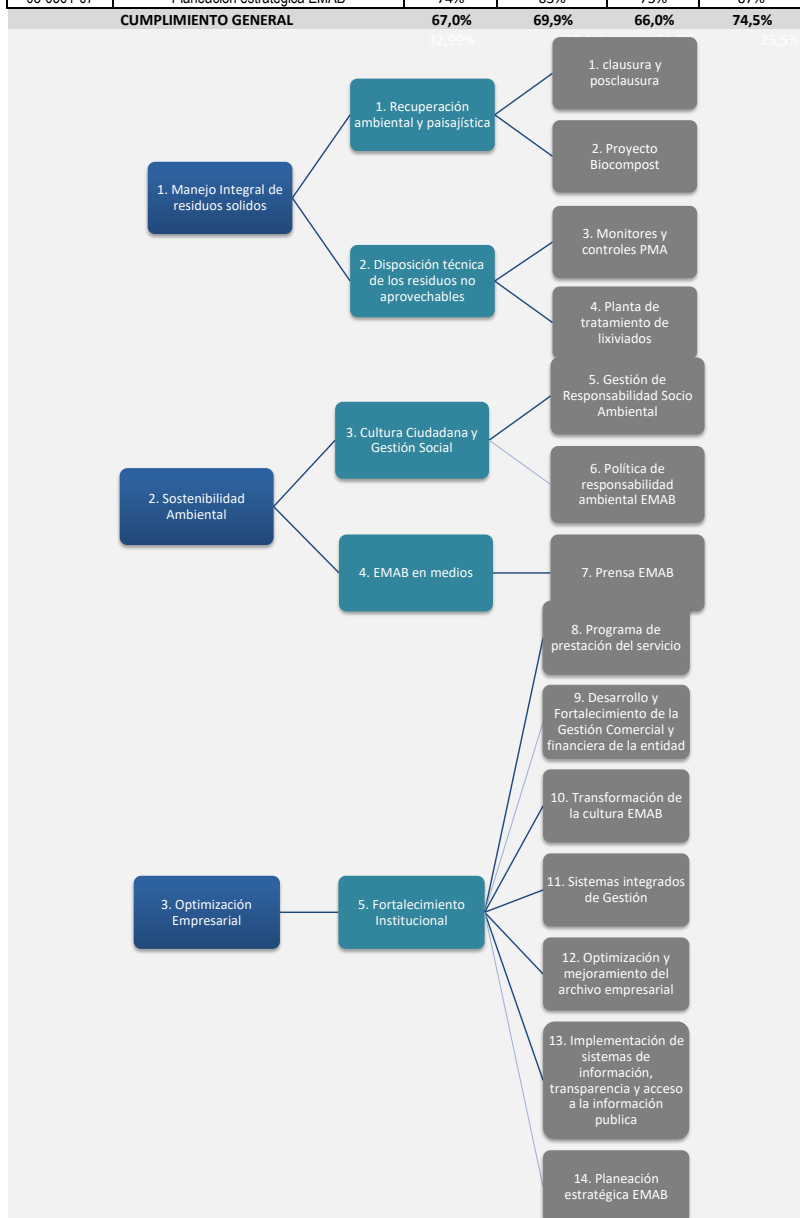 CUMPLIMIENTO GENERAL 67,0% 69,9% 66,0% 74,5%
32,99% 25,5%
1. clausura y
posclausura
1. Recuperación
ambiental y paisajística
2. Proyecto
Biocompost
1. Manejo Integral de
residuos solidos
3. Monitores y
controles PMA
2. Disposición técnica
de los residuos no
aprovechables
4. Planta de
tratamiento de
lixiviados
5. Gestión de
Responsabilidad Socio
Ambiental
3. Cultura Ciudadana y
Gestión Social
6. Política de
responsabilidad
ambiental EMAB
2. Sostenibilidad
Ambiental
4. EMAB en medios
7. Prensa EMAB
8. Programa de
prestación del servicio
9. Desarrollo y
Fortalecimiento de la
Gestión Comercial y
financiera de la entidad
10. Transformación de
la cultura EMAB
11. Sistemas integrados
de Gestión
3. Optimización
Empresarial
5. Fortalecimiento
Institucional
12. Optimización y
mejoramiento del
archivo empresarial
13. Implementación de
sistemas de
información,
transparencia y acceso
a la información
publica
14. Planeación
estratégica EMAB